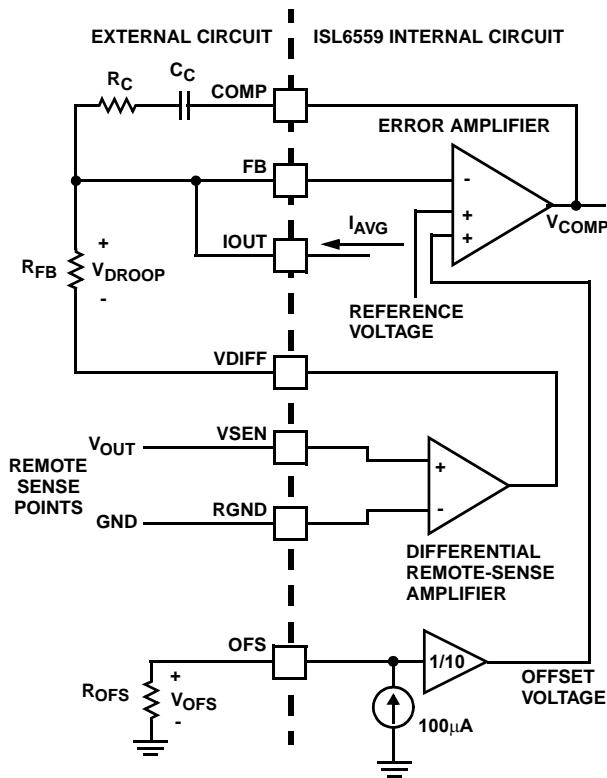 EXTERNAL CIRCUIT
ISL6559 INTERNAL CIRCUIT
RC
CC
COMP
ERROR AMPLIFIER
FB
-
+
+
VCOMP
IAVG
IOUT
RFB
+
VDROOP
-
REFERENCE
VOLTAGE
VDIFF
VSEN
VOUT
+
REMOTE
SENSE
POINTS
RGND
-
GND
DIFFERENTIAL
REMOTE-SENSE
AMPLIFIER
OFS
1/10
OFFSET
VOLTAGE
ROFS
+
VOFS
-
100µA